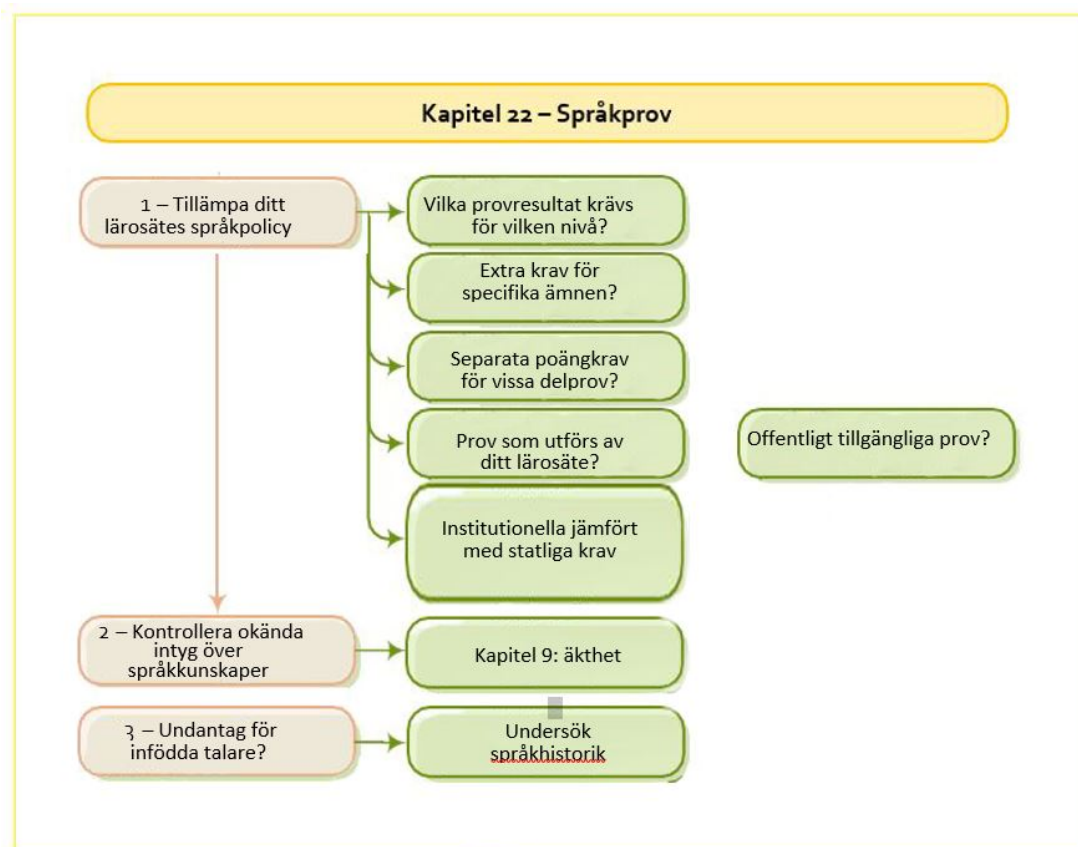 Kapitel 22 – Språkprov
1 – Tillämpa ditt
lärosätes språkpolicy
Vilka provresultat krävs
för vilken nivå?
Extra krav för
specifika ämnen?
Separata poängkrav
för vissa delprov?
Prov som utförs av
ditt lärosäte?
Offentligt tillgängliga prov?
Institutionella jämfört
med statliga krav
2 – Kontrollera okända
intyg över
språkkunskaper
Kapitel 9: äkthet
3 – Undantag för
infödda talare?
Undersök
språkhistorik